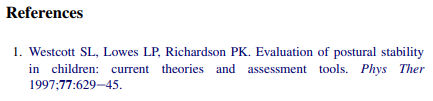 References
1. Westcott SL, Lowes LP, Richardson PK. Evaluation of postural stability
in children: current theories and assessment tools. Phys Ther
1997;77:629–45.